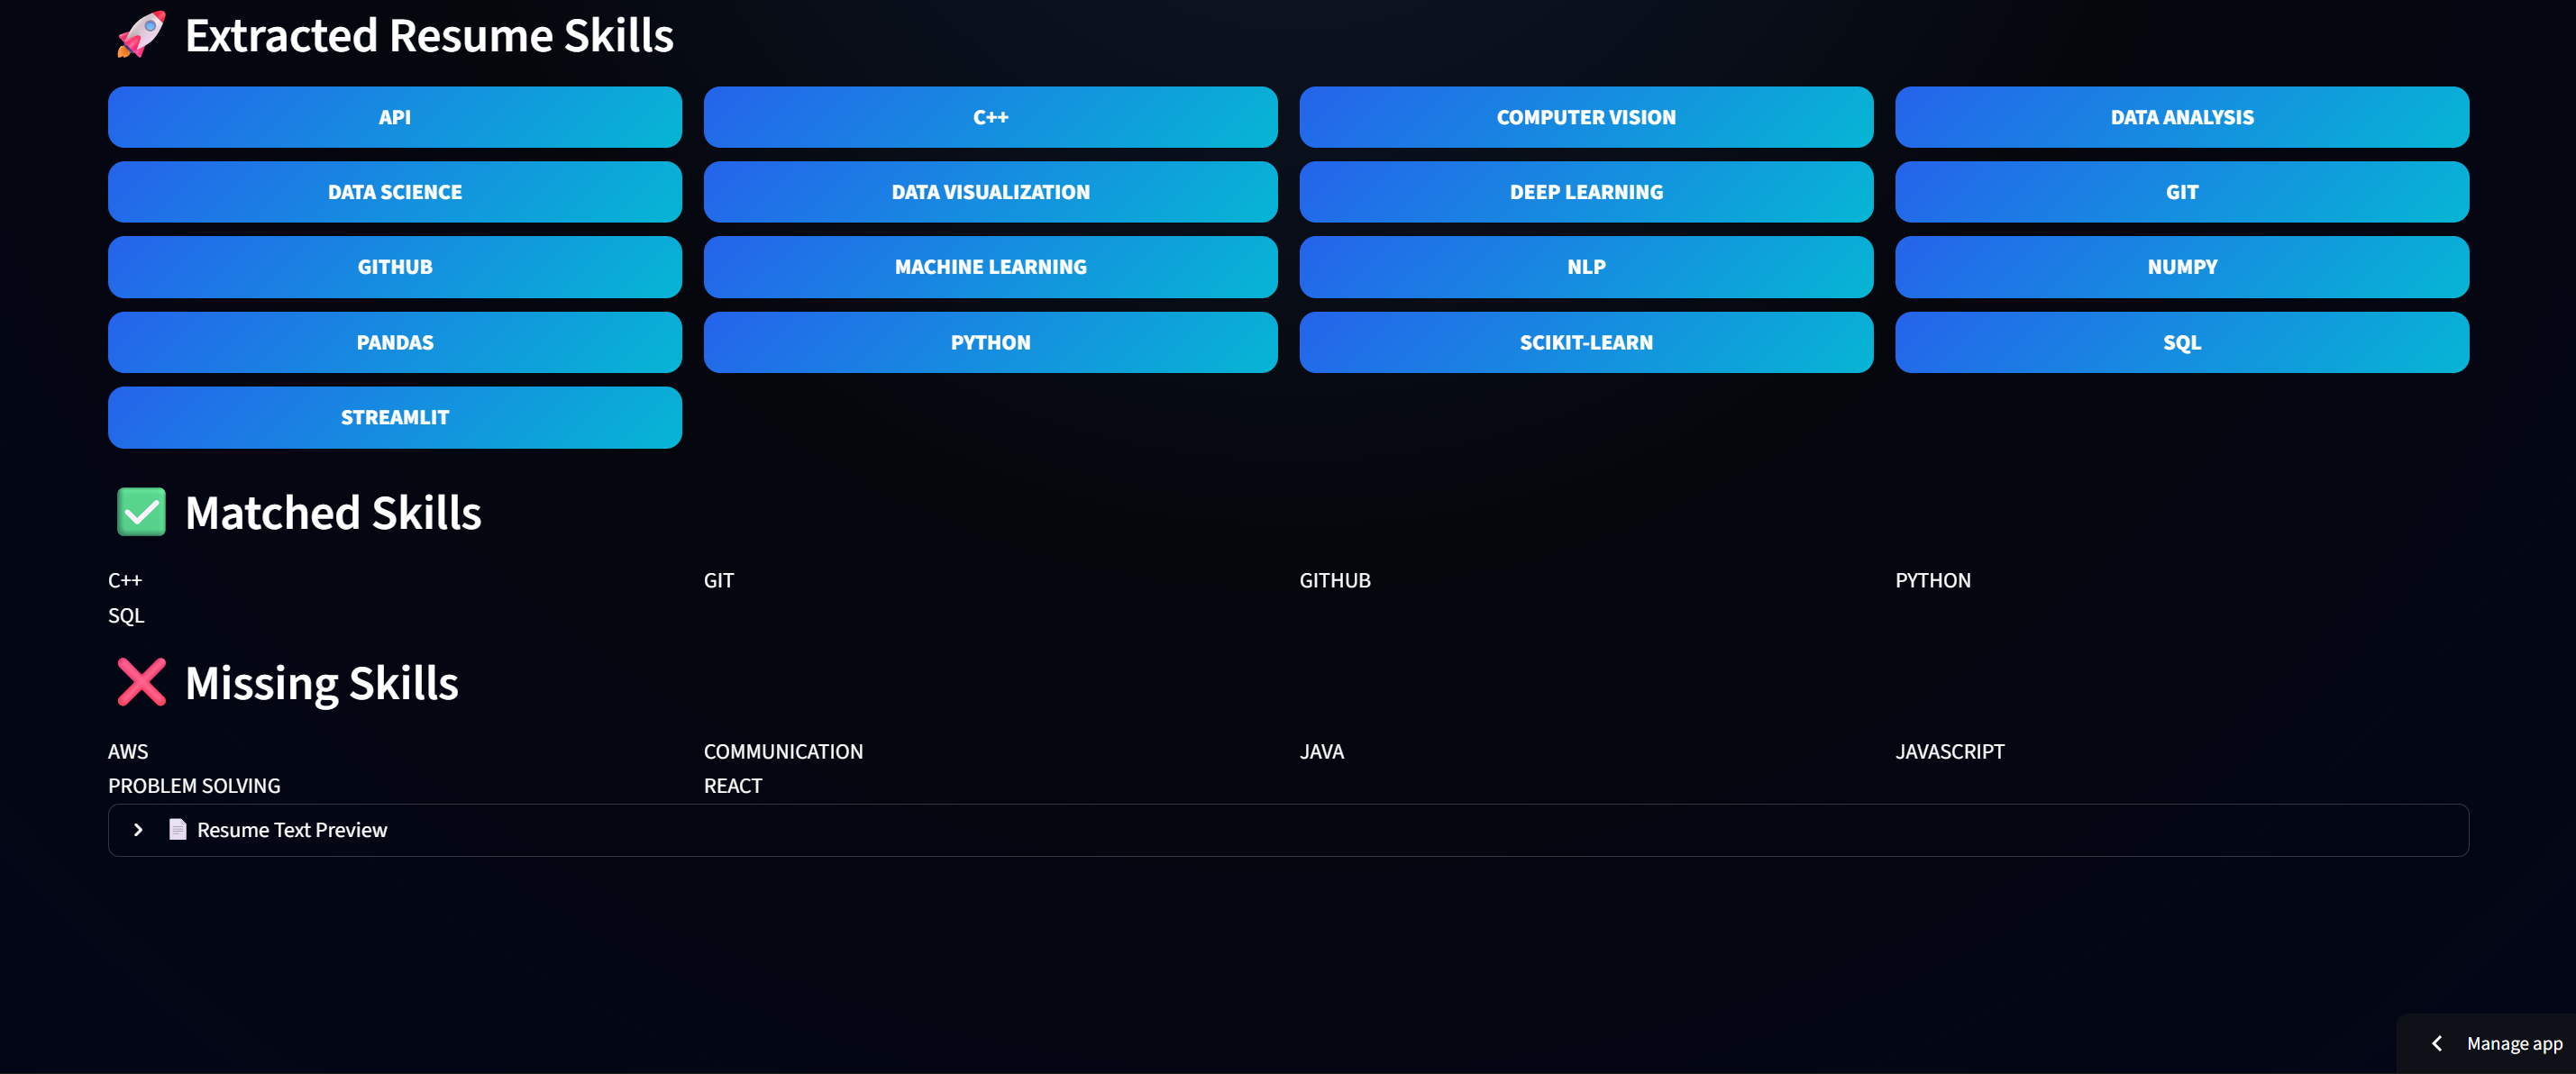 Extracted Resume Skills
API C++ COMPUTER VISION DATA ANALYSIS
DATA SCIENCE DATA VISUALIZATION DEEP LEARNING GIT
GITHUB MACHINE LEARNING NLP NUMPY
PANDAS PYTHON SCIKIT-LEARN SQL
STREAMLIT
Matched Skills
C++ GIT GITHUB PYTHON
SQL
Missing Skills
AWS COMMUNICATION JAVA JAVASCRIPT
PROBLEM SOLVING REACT
Resume Text Preview
Manage app